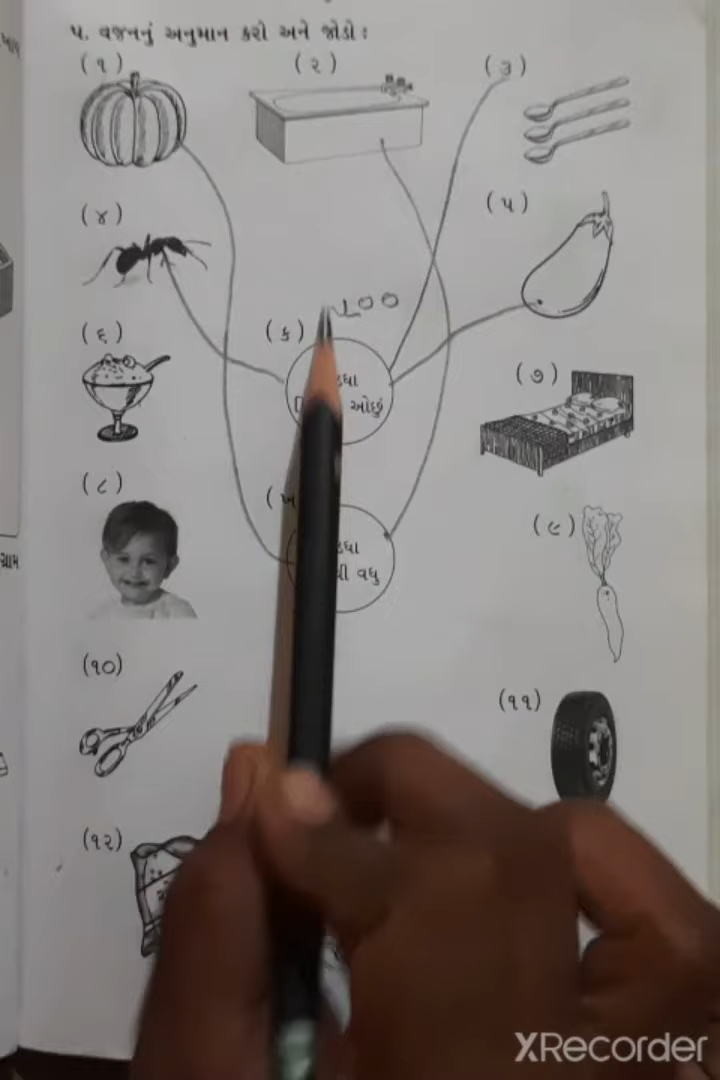 ૫. વજનનું અનુમાન કરો અને જોડો :
(૧)
(૨)
(૩)
(૪)
(૫)
(૬)
(ક)
500
ઓછું
(૭)
(૮)
વધુ
(૯)
ગ્રામ
(૧૦)
(૧૧)
(૧૨)
XRecorder